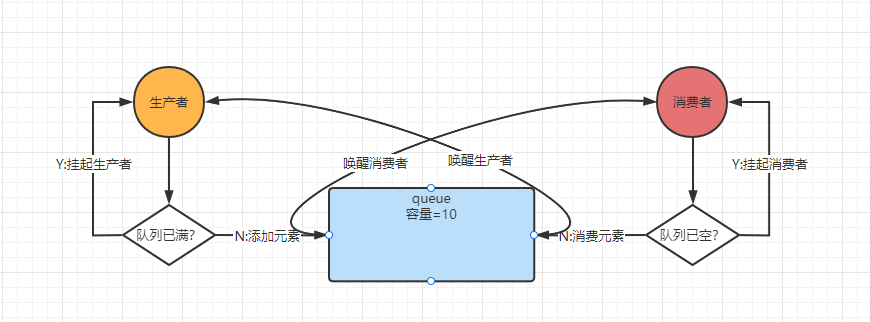 生产者
消费者
唤醒消费者
唤醒生产者
Y:挂起生产者
Y:挂起消费者
queue
容量=10
队列已满？
N:添加元素
N:消费元素
队列已空？